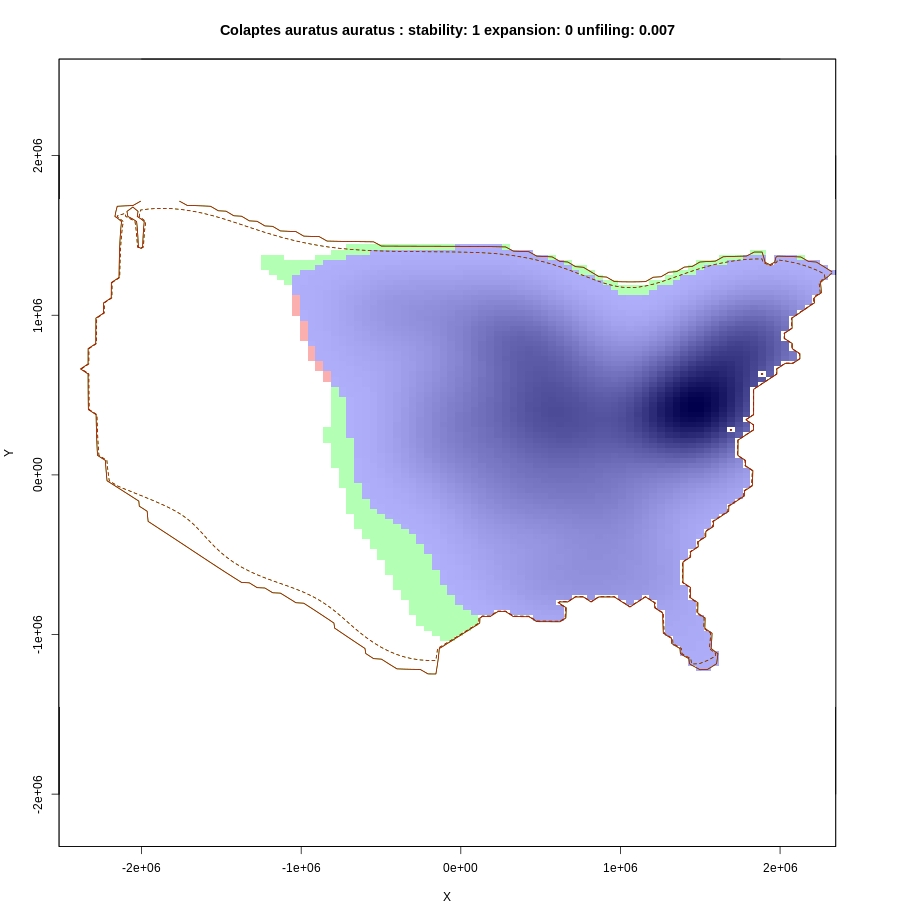 Colaptes auratus auratus : stability: 1 expansion: 0 unfiling: 0.007
2e+06
1e+06
Y
0e+00
-1e+06
-2e+06
-2e+06 -1e+06 0e+00 1e+06 2e+06
X